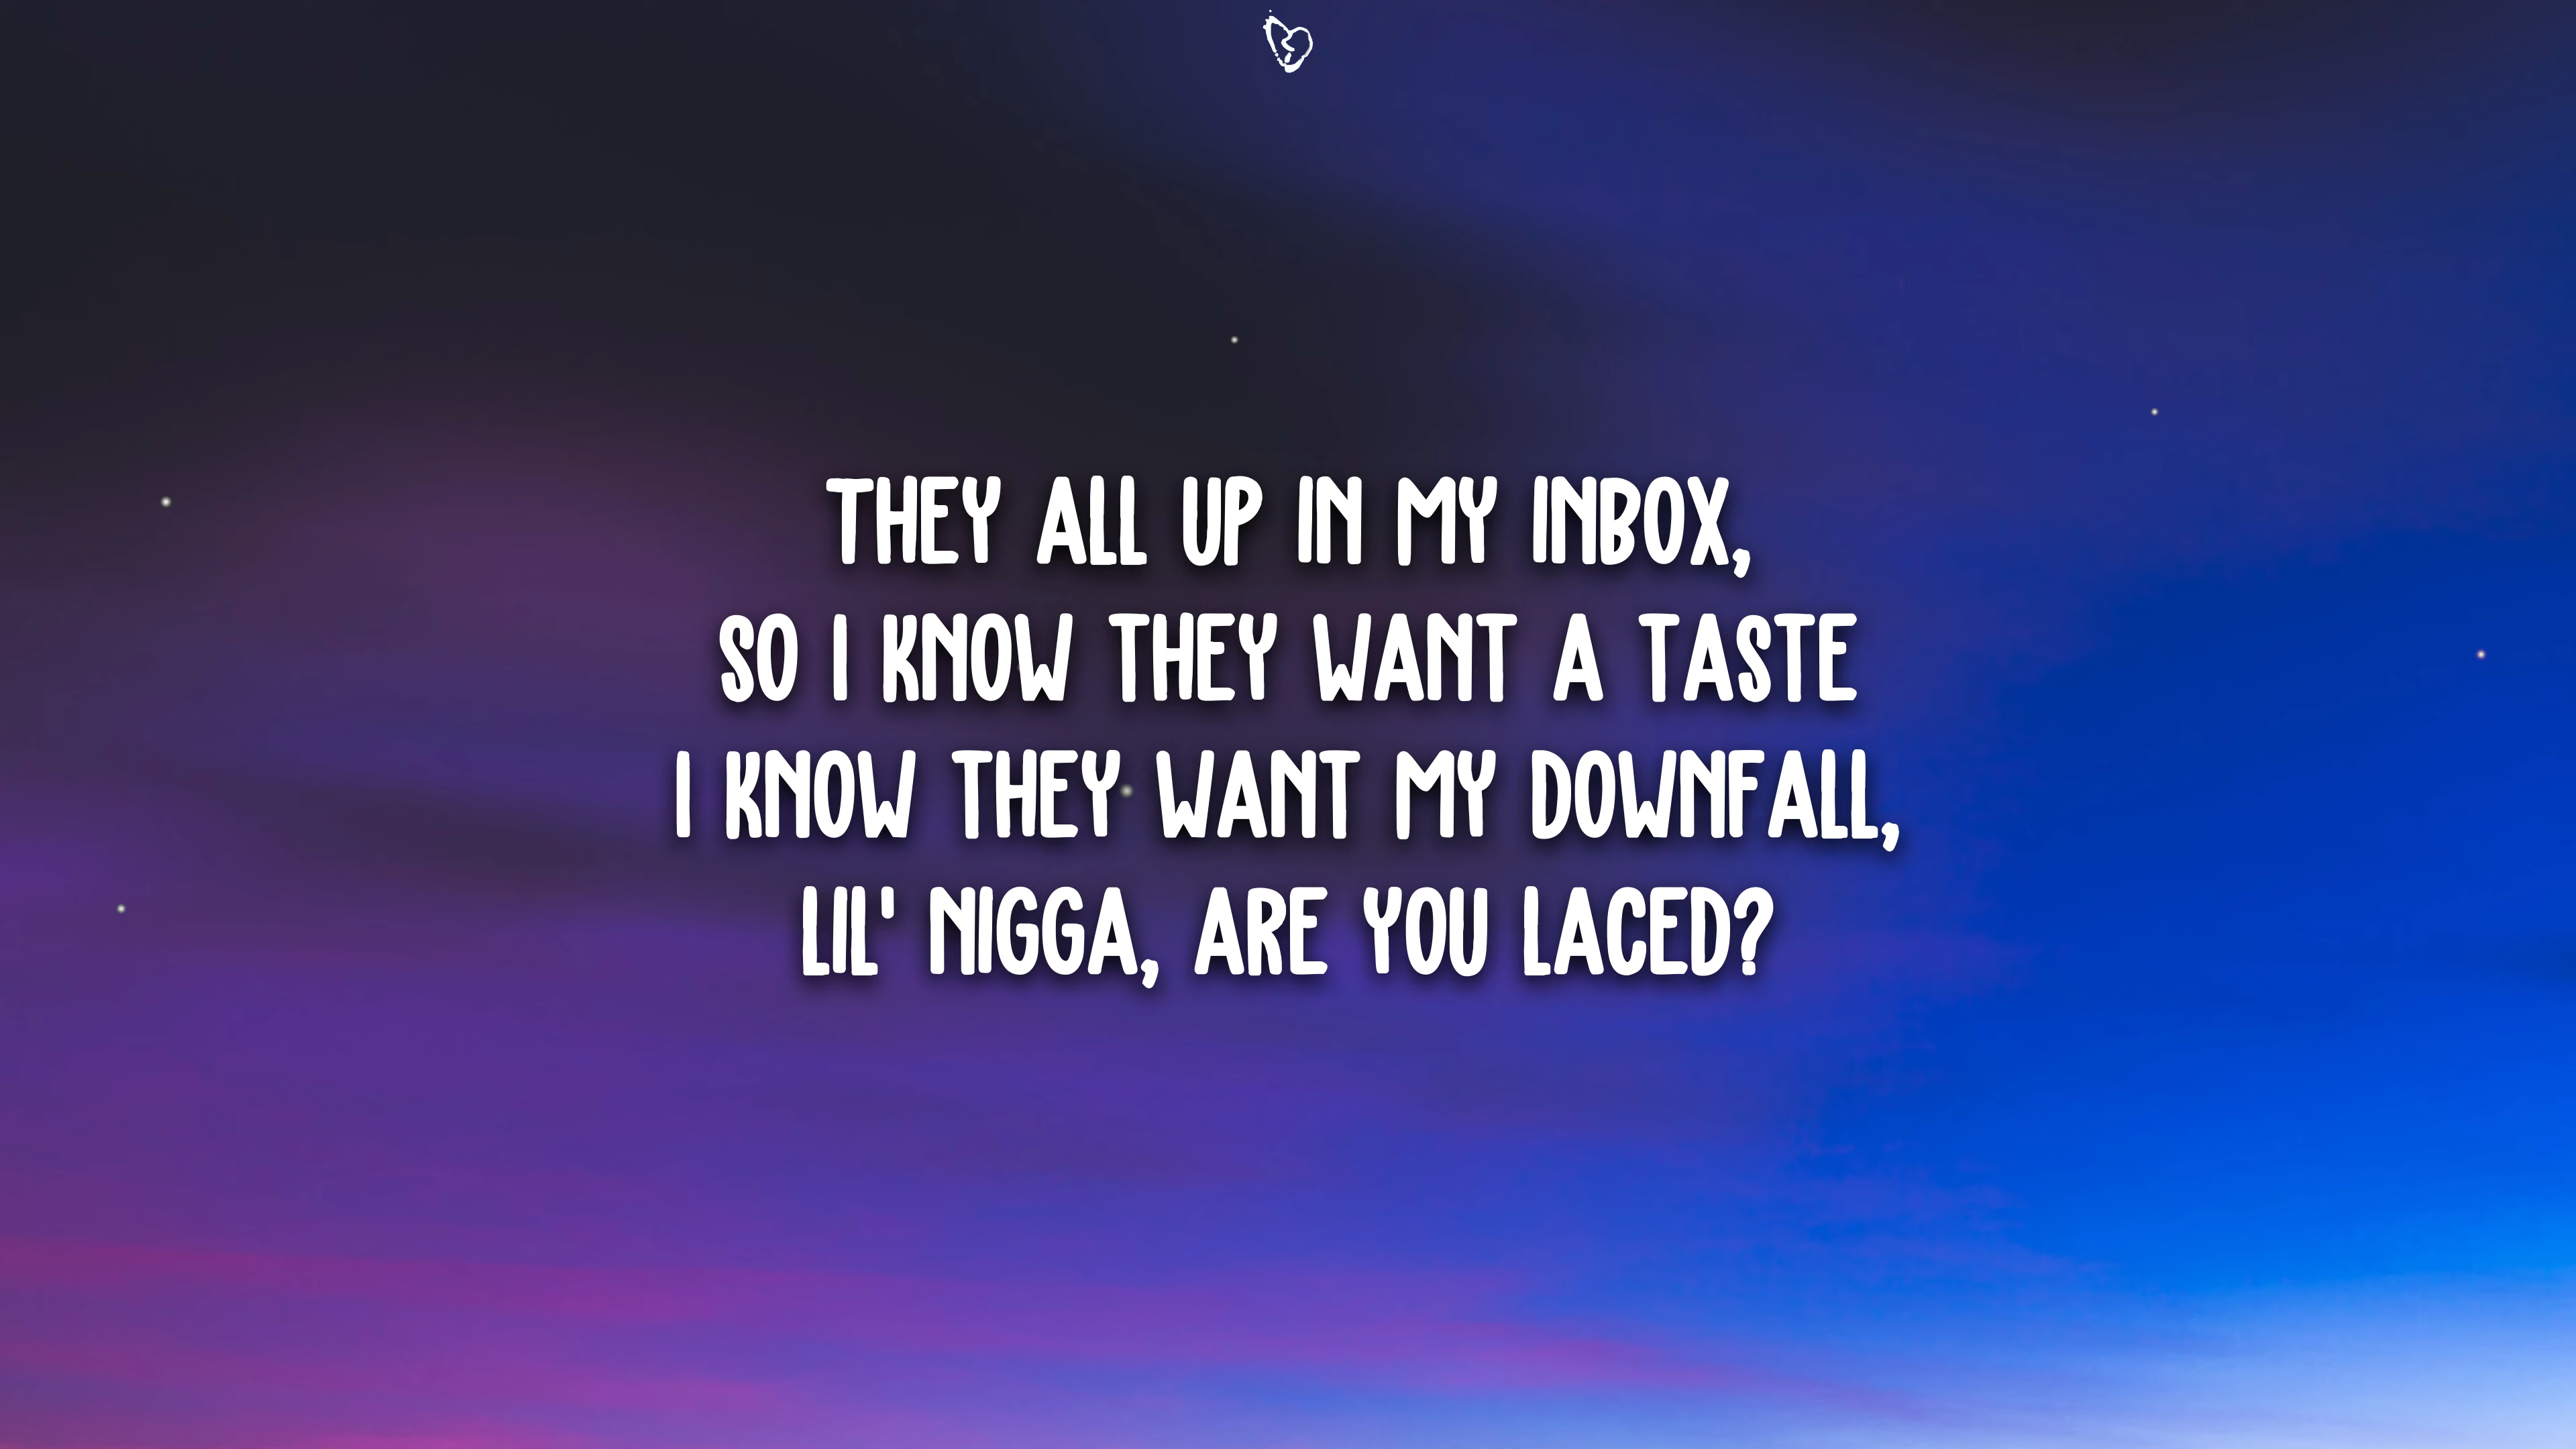 THEY ALL UP IN MY INBOX,
SO I KNOW THEY WANT A TASTE
I KNOW THEY WANT MY DOWNFALL,
LIL' NIGGA, ARE YOU LACED?